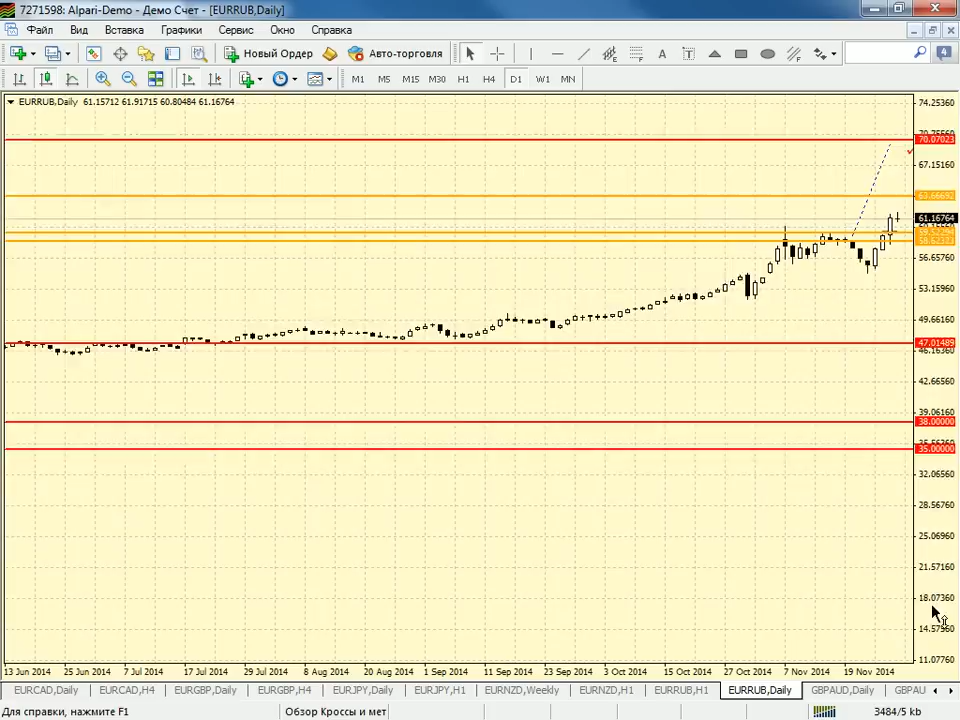 7271598: Alpari-Demo - Демо Счет - [EURRUB,Daily]
Файл Вид Вставка Графики Сервис Окно Справка
Новый Ордер Авто-торговля A T 4
M1 M5 M15 M30 H1 H4 D1 W1 MN
EURRUB,Daily 61.15712 61.91715 60.80484 61.16764
74.25360
70.07023
67.15160
63.66692
61.16764
58.62323
56.65760
53.15960
49.66160
47.01489
46.16360
42.66560
39.06160
38.00000
35.00000
32.06560
28.56560
25.06960
21.57160
18.07360
14.57560
11.07760
13 Jun 2014 25 Jun 2014 7 Jul 2014 17 Jul 2014 29 Jul 2014 8 Aug 2014 20 Aug 2014 1 Sep 2014 11 Sep 2014 23 Sep 2014 3 Oct 2014 15 Oct 2014 27 Oct 2014 7 Nov 2014 19 Nov 2014
EURCAD,Daily EURCAD,H4 EURGBP,Daily EURGBP,H4 EURJPY,Daily EURJPY,H1 EURNZD,Weekly EURNZD,H1 EURRUB,H1 EURRUB,Daily GBPAUD,Daily GBPAU
Для справки, нажмите F1 Обзор Кроссы и мет 3484/5 kb